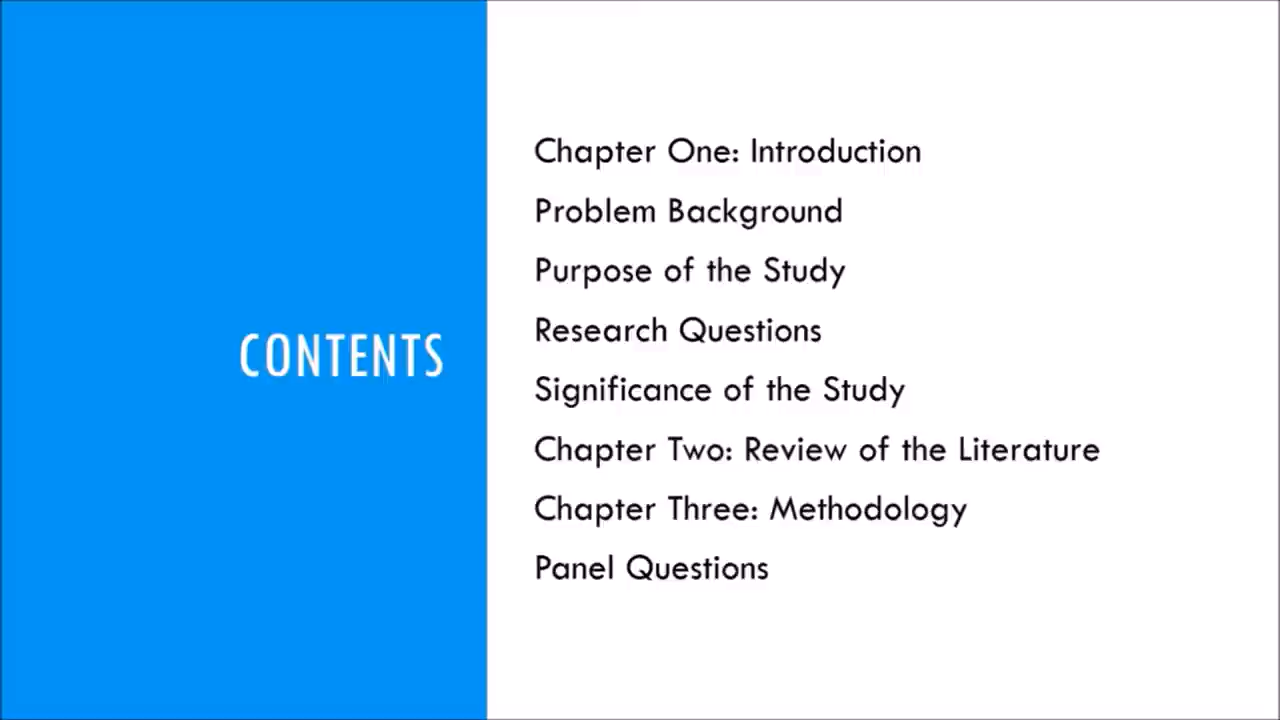 CONTENTS
Chapter One: Introduction
Problem Background
Purpose of the Study
Research Questions
Significance of the Study
Chapter Two: Review of the Literature
Chapter Three: Methodology
Panel Questions